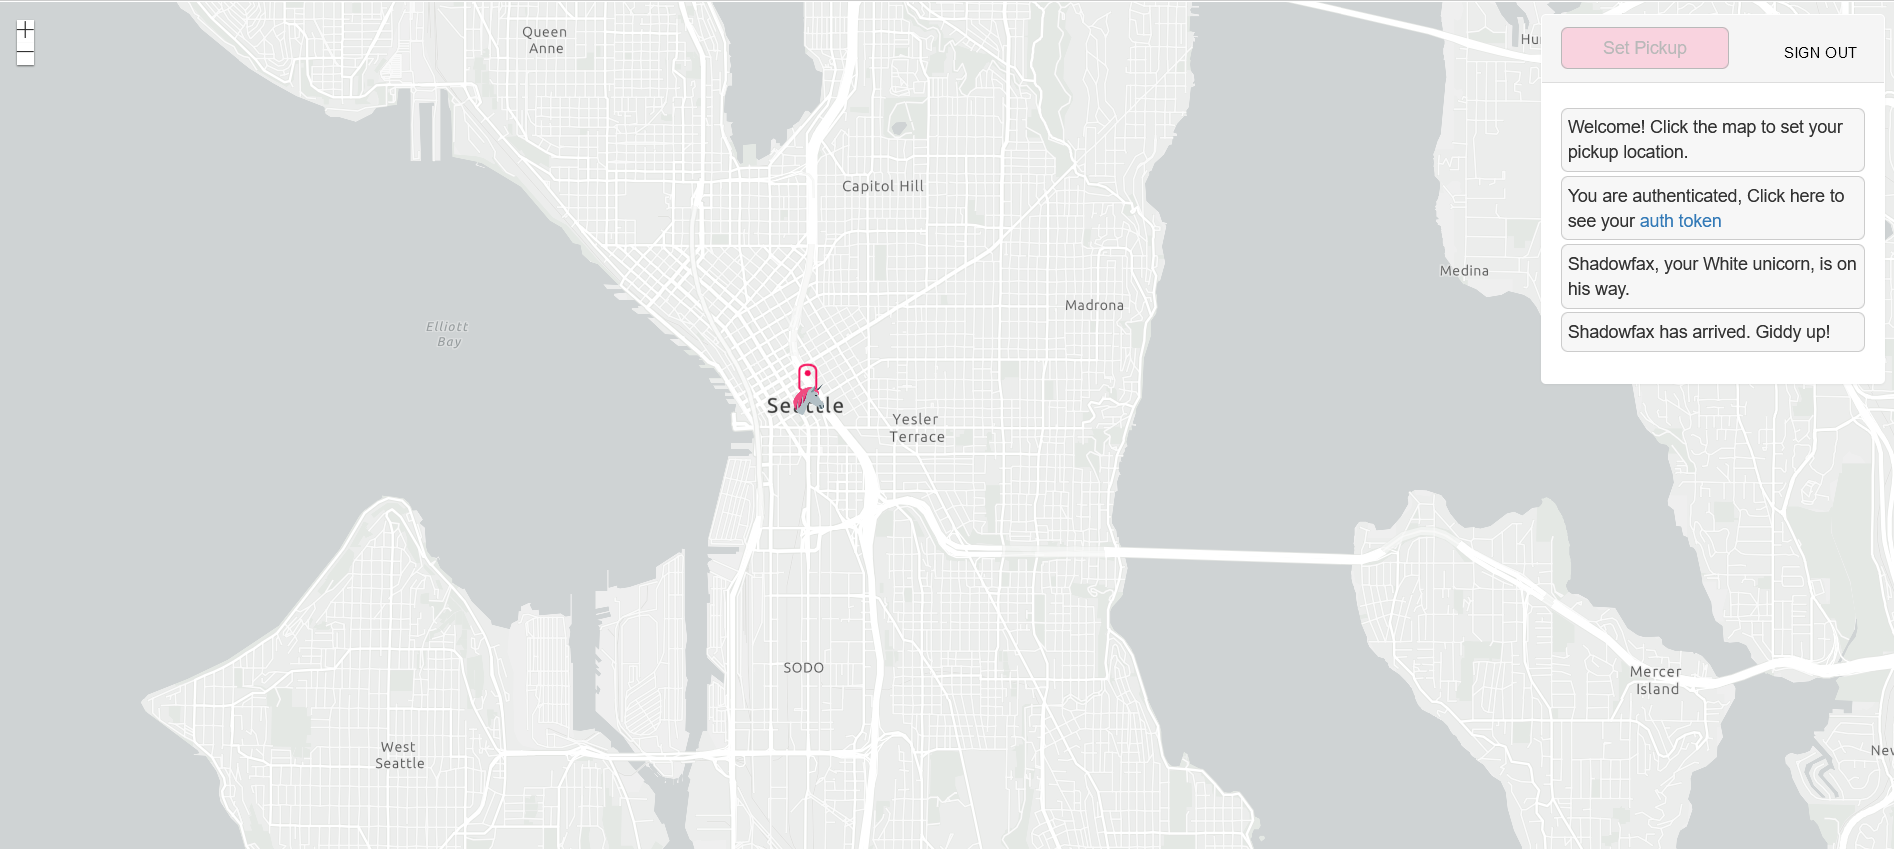 +
−
Queen
Anne
Capitol Hill
Elliott
Bay
Madrona
Medina
Seattle
Yesler
Terrace
SODO
West
Seattle
Mercer
Island
Set Pickup
SIGN OUT
Welcome! Click the map to set your
pickup location.
You are authenticated, Click here to
see your auth token
Shadowfax, your White unicorn, is on
his way.
Shadowfax has arrived. Giddy up!